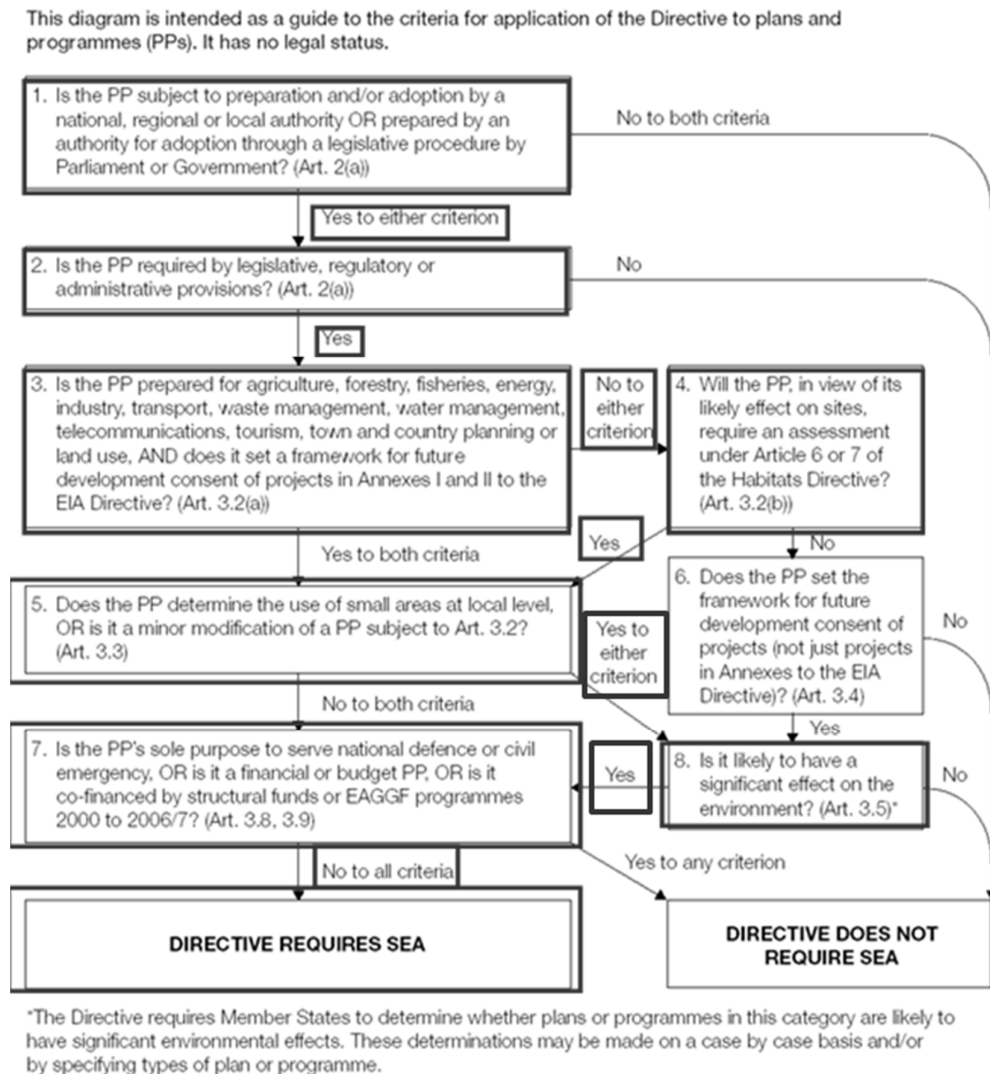 This diagram is intended as a guide to the criteria for application of the Directive to plans and
programmes (PPs). It has no legal status.
1. Is the PP subject to preparation and/or adoption by a
national, regional or local authority OR prepared by an
authority for adoption through a legislative procedure by
Parliament or Government? (Art. 2(a))
No to both criteria
Yes to either criterion
2. Is the PP required by legislative, regulatory or
administrative provisions? (Art. 2(a))
No
Yes
3. Is the PP prepared for agriculture, forestry, fisheries, energy,
industry, transport, waste management, water management,
telecommunications, tourism, town and country planning or
land use, AND does it set a framework for future
development consent of projects in Annexes I and II to the
EIA Directive? (Art. 3.2(a))
No to
either
criterion
4. Will the PP, in view of its
likely effect on sites,
require an assessment
under Article 6 or 7 of
the Habitats Directive?
(Art. 3.2(b))
Yes to both criteria
Yes
No
5. Does the PP determine the use of small areas at local level,
OR is it a minor modification of a PP subject to Art. 3.2?
(Art. 3.3)
Yes to
either
criterion
6. Does the PP set the
framework for future
development consent of
projects (not just projects
in Annexes to the EIA
Directive)? (Art. 3.4)
No
No to both criteria
Yes
7. Is the PP's sole purpose to serve national defence or civil
emergency, OR is it a financial or budget PP, OR is it
co-financed by structural funds or EAGGF programmes
2000 to 2006/7? (Art. 3.8, 3.9)
Yes
8. Is it likely to have a
significant effect on the
environment? (Art. 3.5)*
No
No to all criteria
Yes to any criterion
DIRECTIVE REQUIRES SEA
DIRECTIVE DOES NOT
REQUIRE SEA
*The Directive requires Member States to determine whether plans or programmes in this category are likely to
have significant environmental effects. These determinations may be made on a case by case basis and/or
by specifying types of plan or programme.